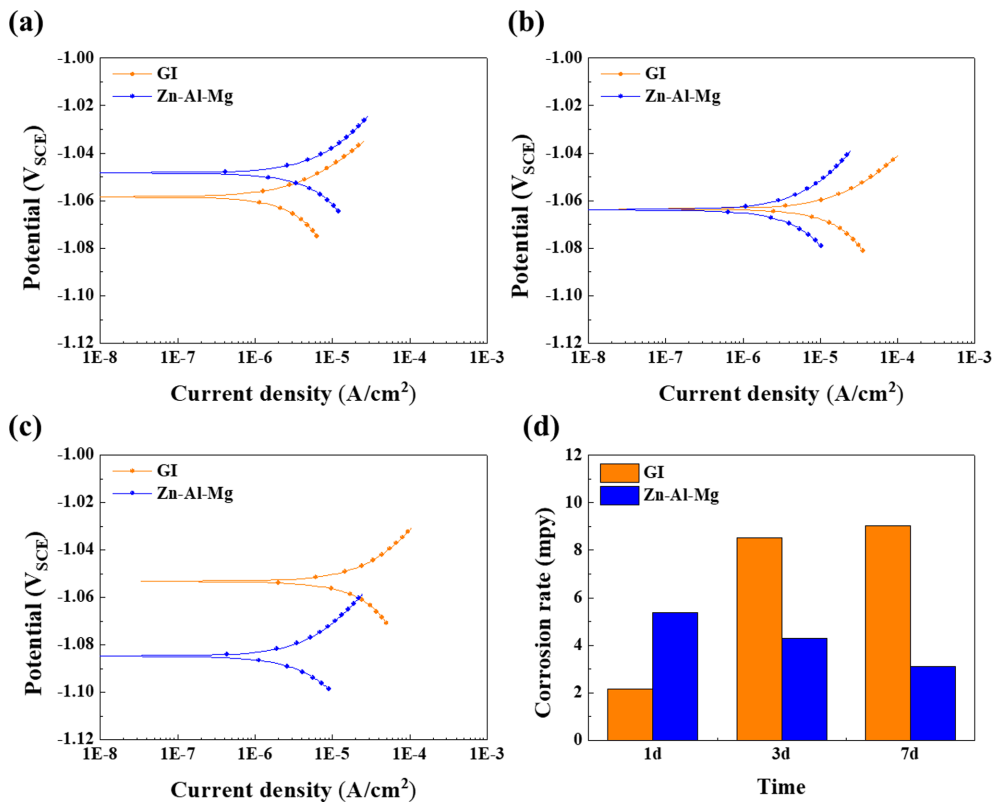 (a)
-1.00
-1.02
-1.04
-1.06
-1.08
-1.10
-1.12
Potential (V_SCE)
GI
Zn-Al-Mg
1E-8 1E-7 1E-6 1E-5 1E-4 1E-3
Current density (A/cm²)
(b)
-1.00
-1.02
-1.04
-1.06
-1.08
-1.10
-1.12
Potential (V_SCE)
GI
Zn-Al-Mg
1E-8 1E-7 1E-6 1E-5 1E-4 1E-3
Current density (A/cm²)
(c)
-1.00
-1.02
-1.04
-1.06
-1.08
-1.10
-1.12
Potential (V_SCE)
GI
Zn-Al-Mg
1E-8 1E-7 1E-6 1E-5 1E-4 1E-3
Current density (A/cm²)
(d)
12
10
8
6
4
2
0
Corrosion rate (mpy)
GI
Zn-Al-Mg
1d 3d 7d
Time